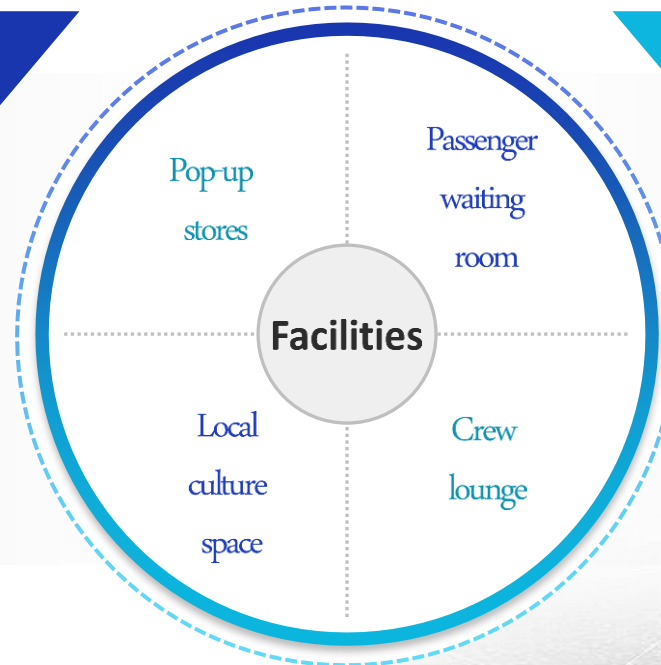 Pop-up
stores
Passenger
waiting
room
Facilities
Local
culture
space
Crew
lounge